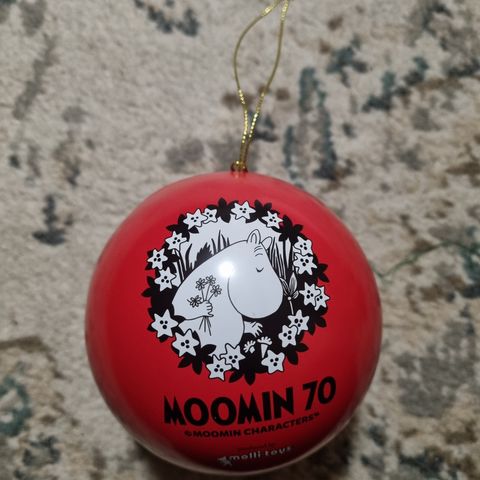 MOOMIN 70
©MOOMIN CHARACTERS™
molli toys